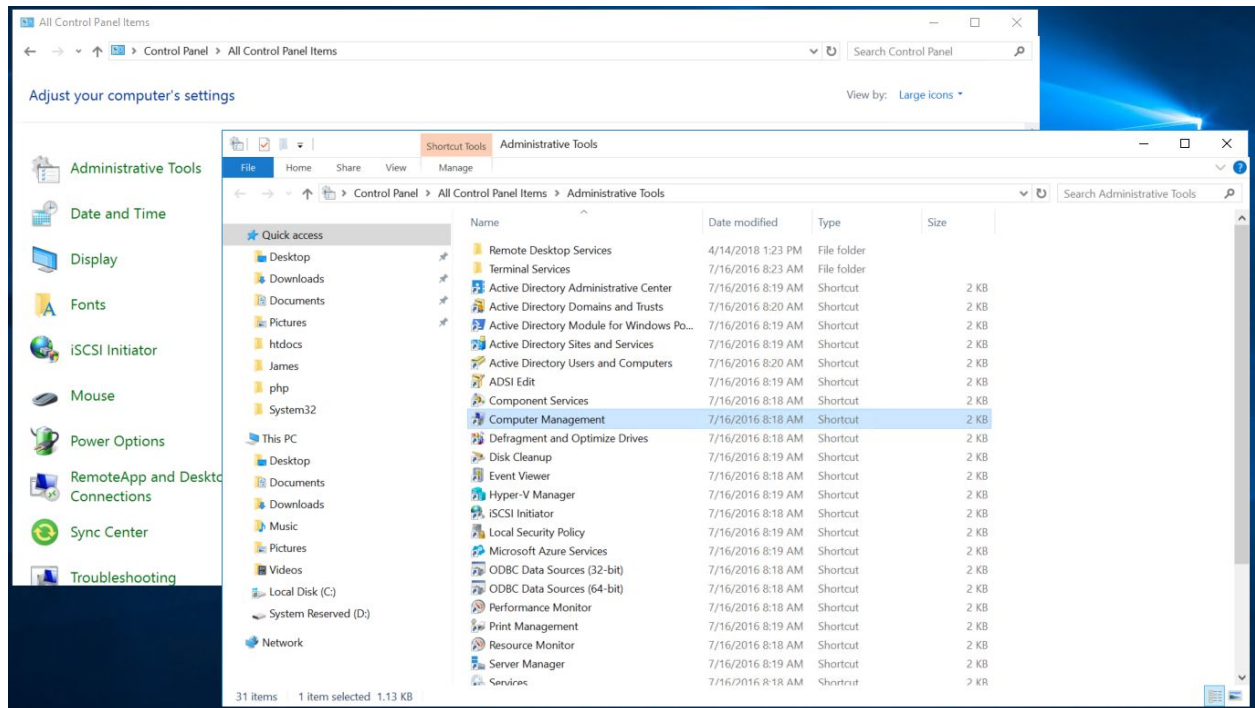 All Control Panel Items
Control Panel > All Control Panel Items
Search Control Panel
Adjust your computer's settings
View by: Large icons
Administrative Tools
Date and Time
Display
Fonts
iSCSI Initiator
Mouse
Power Options
RemoteApp and Deskto
Connections
Sync Center
Troubleshooting
Shortcut Tools Administrative Tools
File Home Share View Manage
Control Panel > All Control Panel Items > Administrative Tools
Search Administrative Tools
Quick access
Desktop
Downloads
Documents
Pictures
htdocs
James
php
System32
This PC
Desktop
Documents
Downloads
Music
Pictures
Videos
Local Disk (C:)
System Reserved (D:)
Network
Name Date modified Type Size
Remote Desktop Services 4/14/2018 1:23 PM File folder
Terminal Services 7/16/2016 8:23 AM File folder
Active Directory Administrative Center 7/16/2016 8:19 AM Shortcut 2 KB
Active Directory Domains and Trusts 7/16/2016 8:20 AM Shortcut 2 KB
Active Directory Module for Windows Po... 7/16/2016 8:19 AM Shortcut 2 KB
Active Directory Sites and Services 7/16/2016 8:19 AM Shortcut 2 KB
Active Directory Users and Computers 7/16/2016 8:20 AM Shortcut 2 KB
ADSI Edit 7/16/2016 8:19 AM Shortcut 2 KB
Component Services 7/16/2016 8:18 AM Shortcut 2 KB
Computer Management 7/16/2016 8:18 AM Shortcut 2 KB
Defragment and Optimize Drives 7/16/2016 8:18 AM Shortcut 2 KB
Disk Cleanup 7/16/2016 8:19 AM Shortcut 2 KB
Event Viewer 7/16/2016 8:18 AM Shortcut 2 KB
Hyper-V Manager 7/16/2016 8:19 AM Shortcut 2 KB
iSCSI Initiator 7/16/2016 8:18 AM Shortcut 2 KB
Local Security Policy 7/16/2016 8:19 AM Shortcut 2 KB
Microsoft Azure Services 7/16/2016 8:19 AM Shortcut 2 KB
ODBC Data Sources (32-bit) 7/16/2016 8:18 AM Shortcut 2 KB
ODBC Data Sources (64-bit) 7/16/2016 8:18 AM Shortcut 2 KB
Performance Monitor 7/16/2016 8:18 AM Shortcut 2 KB
Print Management 7/16/2016 8:19 AM Shortcut 2 KB
Resource Monitor 7/16/2016 8:18 AM Shortcut 2 KB
Server Manager 7/16/2016 8:19 AM Shortcut 2 KB
Services 7/16/2016 8:18 AM Shortcut 2 KB
31 items 1 item selected 1.13 KB